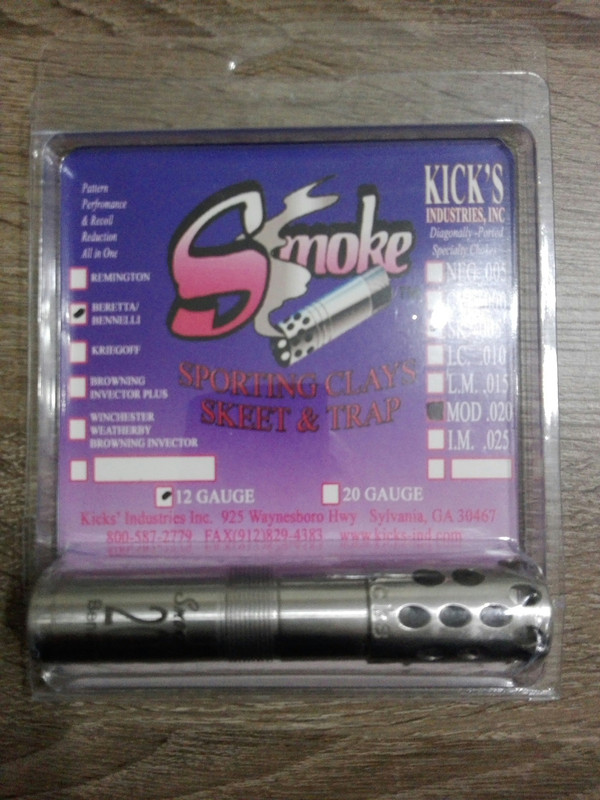 Pattern
Perfromance
& Recoil
Reduction
All in One
Smoke
KICK'S
INDUSTRIES, INC
Diagonally-Ported
Specialty
REMINGTON
BERETTA/
BENNELLI
KRIEGOFF
BROWNING
INVECTOR PLUS
WINCHESTER
WEATHERBY
BROWNING INVECTOR
NEG .005
I.C. .010
L.M. .015
MOD .020
I.M. .025
SPORTING CLAYS
SKEET & TRAP
12 GAUGE
20 GAUGE
Kicks' Industries Inc. 925 Waynesboro Hwy Sylvania, GA 30467
800-587-2779 FAX(912)829-4383 www.kicks-ind.com